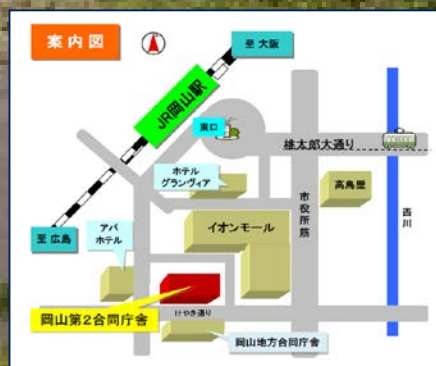 案内図
至 大阪
JR岡山駅
東口
桃太郎大通り
ホテル
グランヴィア
高島屋
市役所筋
西川
イオンモール
至 広島
アパ
ホテル
岡山第2合同庁舎
けやき通り
岡山地方合同庁舎